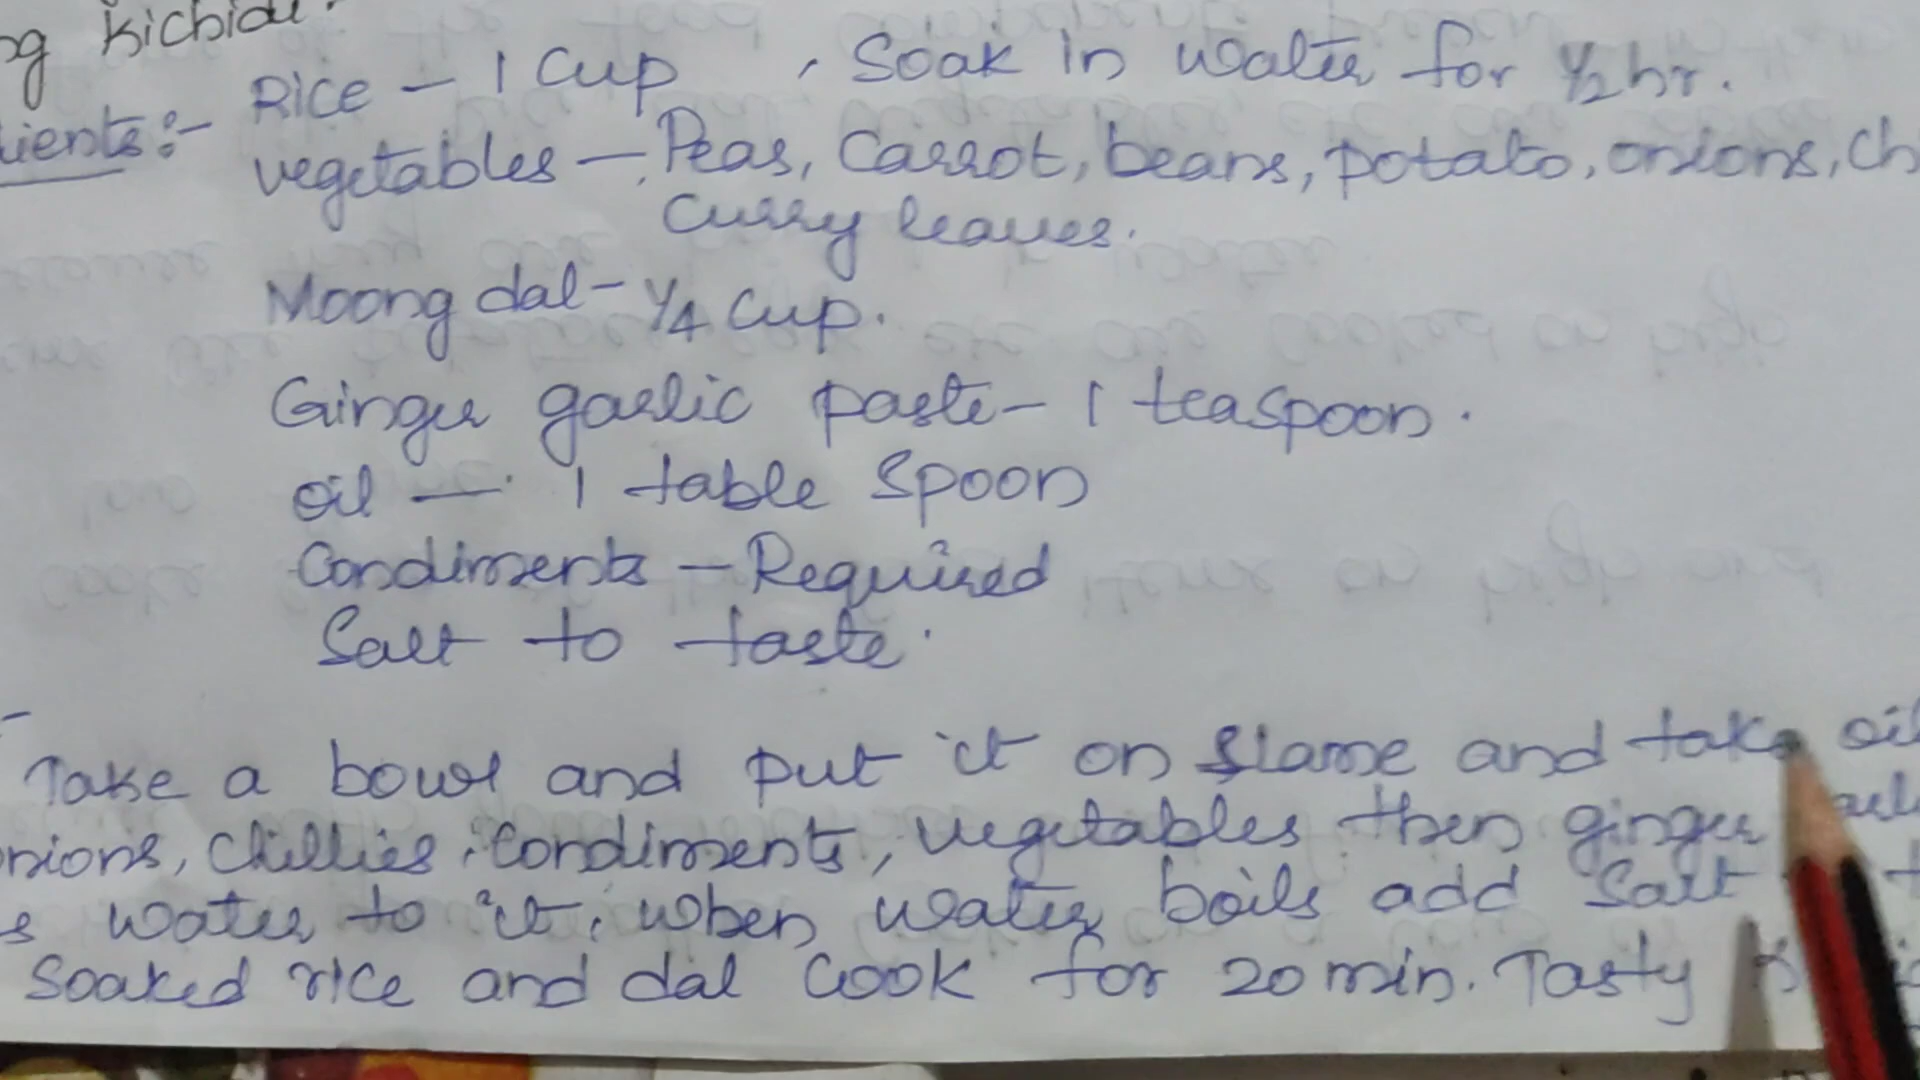 Kichidi.
Rice - 1 Cup , Soak in water for 1/2 hr.
ients:-
vegetables - Peas, Carrot, beans, potato, onions, Ch
Curry leaves.
Moong dal - 1/4 Cup.
Ginger garlic paste - 1 teaspoon.
oil - 1 table spoon
Condiments - Required
Salt to taste.
Take a bowl and put it on flame and take oil
nions, Chillies, Condiments, vegetables then ginger
water to it, when water boils add Salt
Soaked rice and dal Cook for 20 min. Tasty